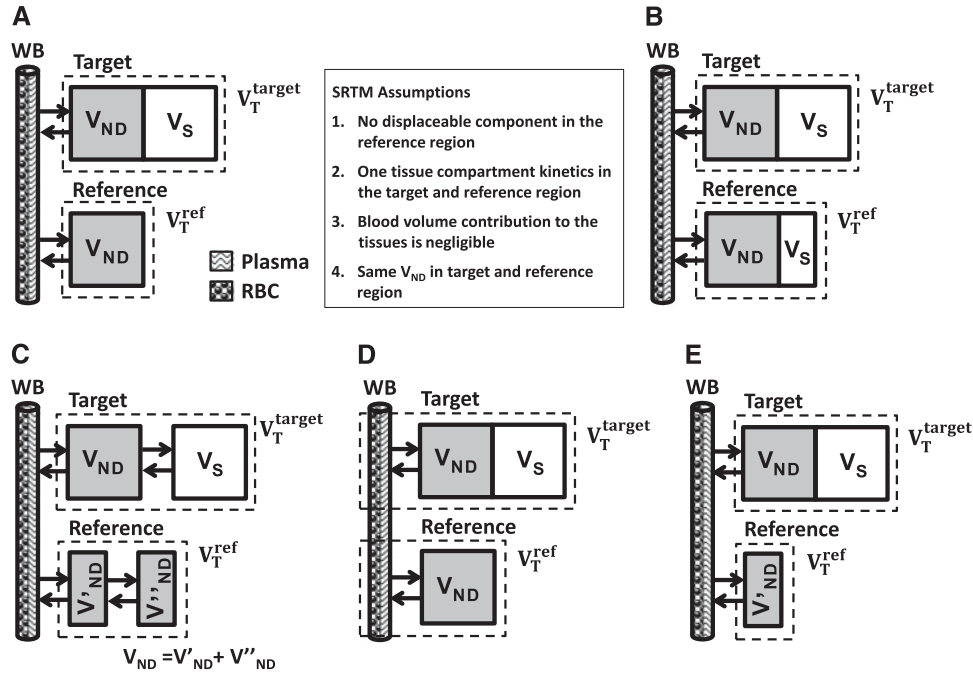 A
WB
Target
V_T^target
V_ND
V_S
Reference
V_T^ref
V_ND
Plasma
RBC
SRTM Assumptions
1. No displaceable component in the
reference region
2. One tissue compartment kinetics in
the target and reference region
3. Blood volume contribution to the
tissues is negligible
4. Same V_ND in target and reference
region
B
WB
Target
V_T^target
V_ND
V_S
Reference
V_T^ref
V_ND
V_S
C
WB
Target
V_T^target
V_ND
V_S
Reference
V_T^ref
V'_ND
V''_ND
V_ND =V'_ND+ V''_ND
D
WB
Target
V_T^target
V_ND
V_S
Reference
V_T^ref
V_ND
E
WB
Target
V_T^target
V_ND
V_S
Reference
V_T^ref
V'_ND